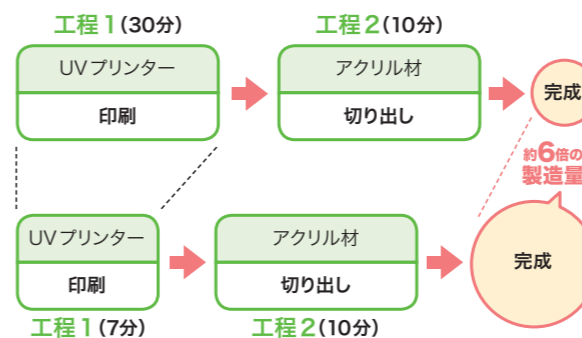 工程1(30分)
工程2(10分)
UVプリンター
印刷
アクリル材
切り出し
完成
約6倍の
製造量
UVプリンター
印刷
アクリル材
切り出し
完成
工程1(7分)
工程2(10分)